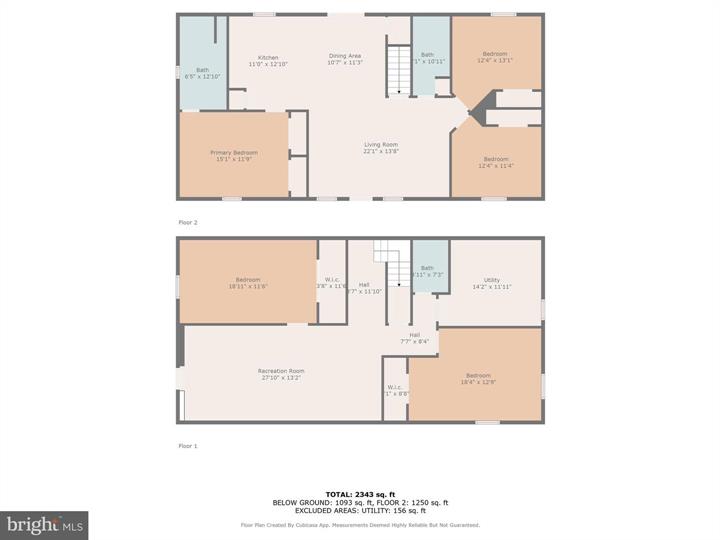 Kitchen
11'0" x 12'10"
Dining Area
10'7" x 11'3"
Bath
6'5" x 12'10"
Bath
'1" x 10'11"
Bedroom
12'4" x 13'1"
Primary Bedroom
15'1" x 11'9"
Living Room
22'1" x 13'8"
Bedroom
12'4" x 11'4"
Floor 2
Bedroom
18'11" x 11'6"
W.i.c.
3'8" x 11'6
Hall
'7" x 11'10"
Bath
'11" x 7'3"
Utility
14'2" x 11'11"
Hall
7'7" x 8'4"
Recreation Room
27'10" x 13'2"
W.i.c.
'1" x 8'8"
Bedroom
18'4" x 12'9"
Floor 1
TOTAL: 2343 sq. ft
BELOW GROUND: 1093 sq. ft, FLOOR 2: 1250 sq. ft
EXCLUDED AREAS: UTILITY: 156 sq. ft
Floor Plan Created By Cubicasa App. Measurements Deemed Highly Reliable But Not Guaranteed.
bright MLS